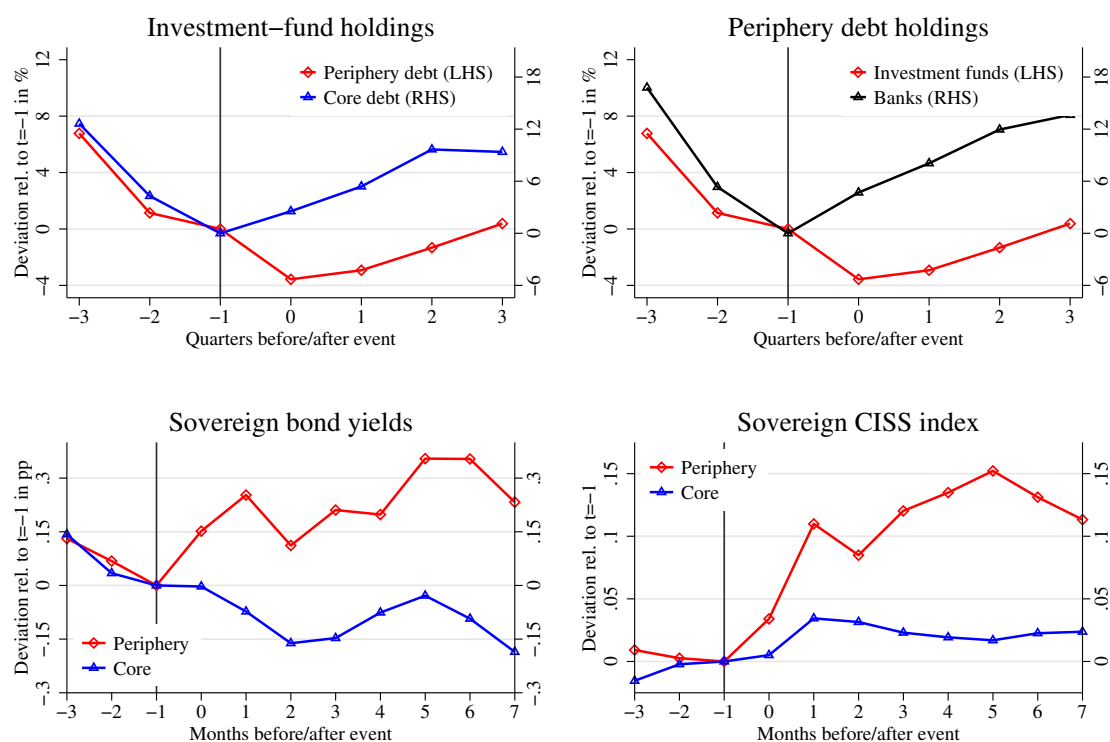 Investment−fund holdings
Deviation rel. to t=−1 in %
12
8
4
0
−4
18
12
6
0
−6
Periphery debt (LHS)
Core debt (RHS)
−3 −2 −1 0 1 2 3
Quarters before/after event
Periphery debt holdings
Deviation rel. to t=−1 in %
12
8
4
0
−4
18
12
6
0
−6
Investment funds (LHS)
Banks (RHS)
−3 −2 −1 0 1 2 3
Quarters before/after event
Sovereign bond yields
Deviation rel. to t=−1 in pp
.3
.15
0
−.15
−.3
.3
.15
0
−.15
−.3
Periphery
Core
−3 −2 −1 0 1 2 3 4 5 6 7
Months before/after event
Sovereign CISS index
Deviation rel. to t=−1
.15
.1
.05
0
.15
.1
.05
0
Periphery
Core
−3 −2 −1 0 1 2 3 4 5 6 7
Months before/after event